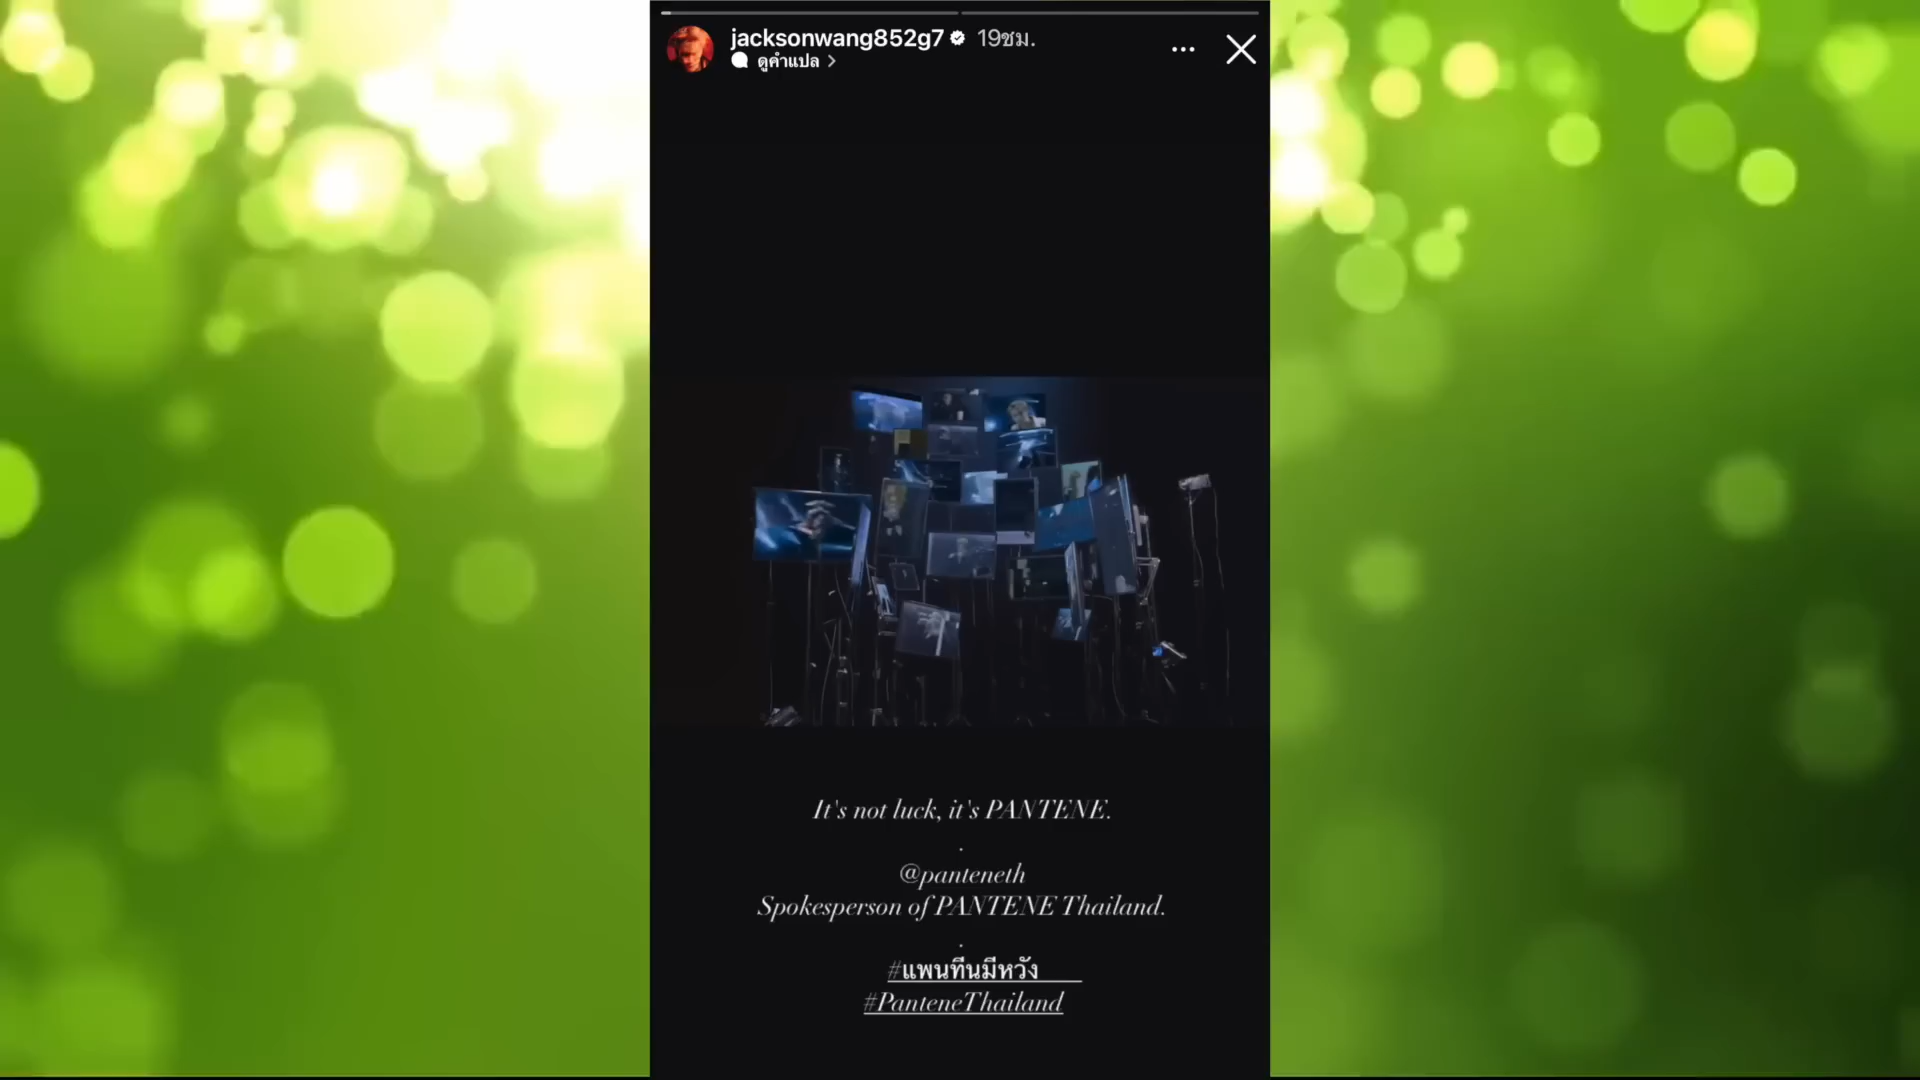 jacksonwang852g7 19ชม.
ดูคำแปล
It's not luck, it's PANTENE.
.
@panteneth
Spokesperson of PANTENE Thailand.
.
#แพนทีนมีหวัง
#PanteneThailand